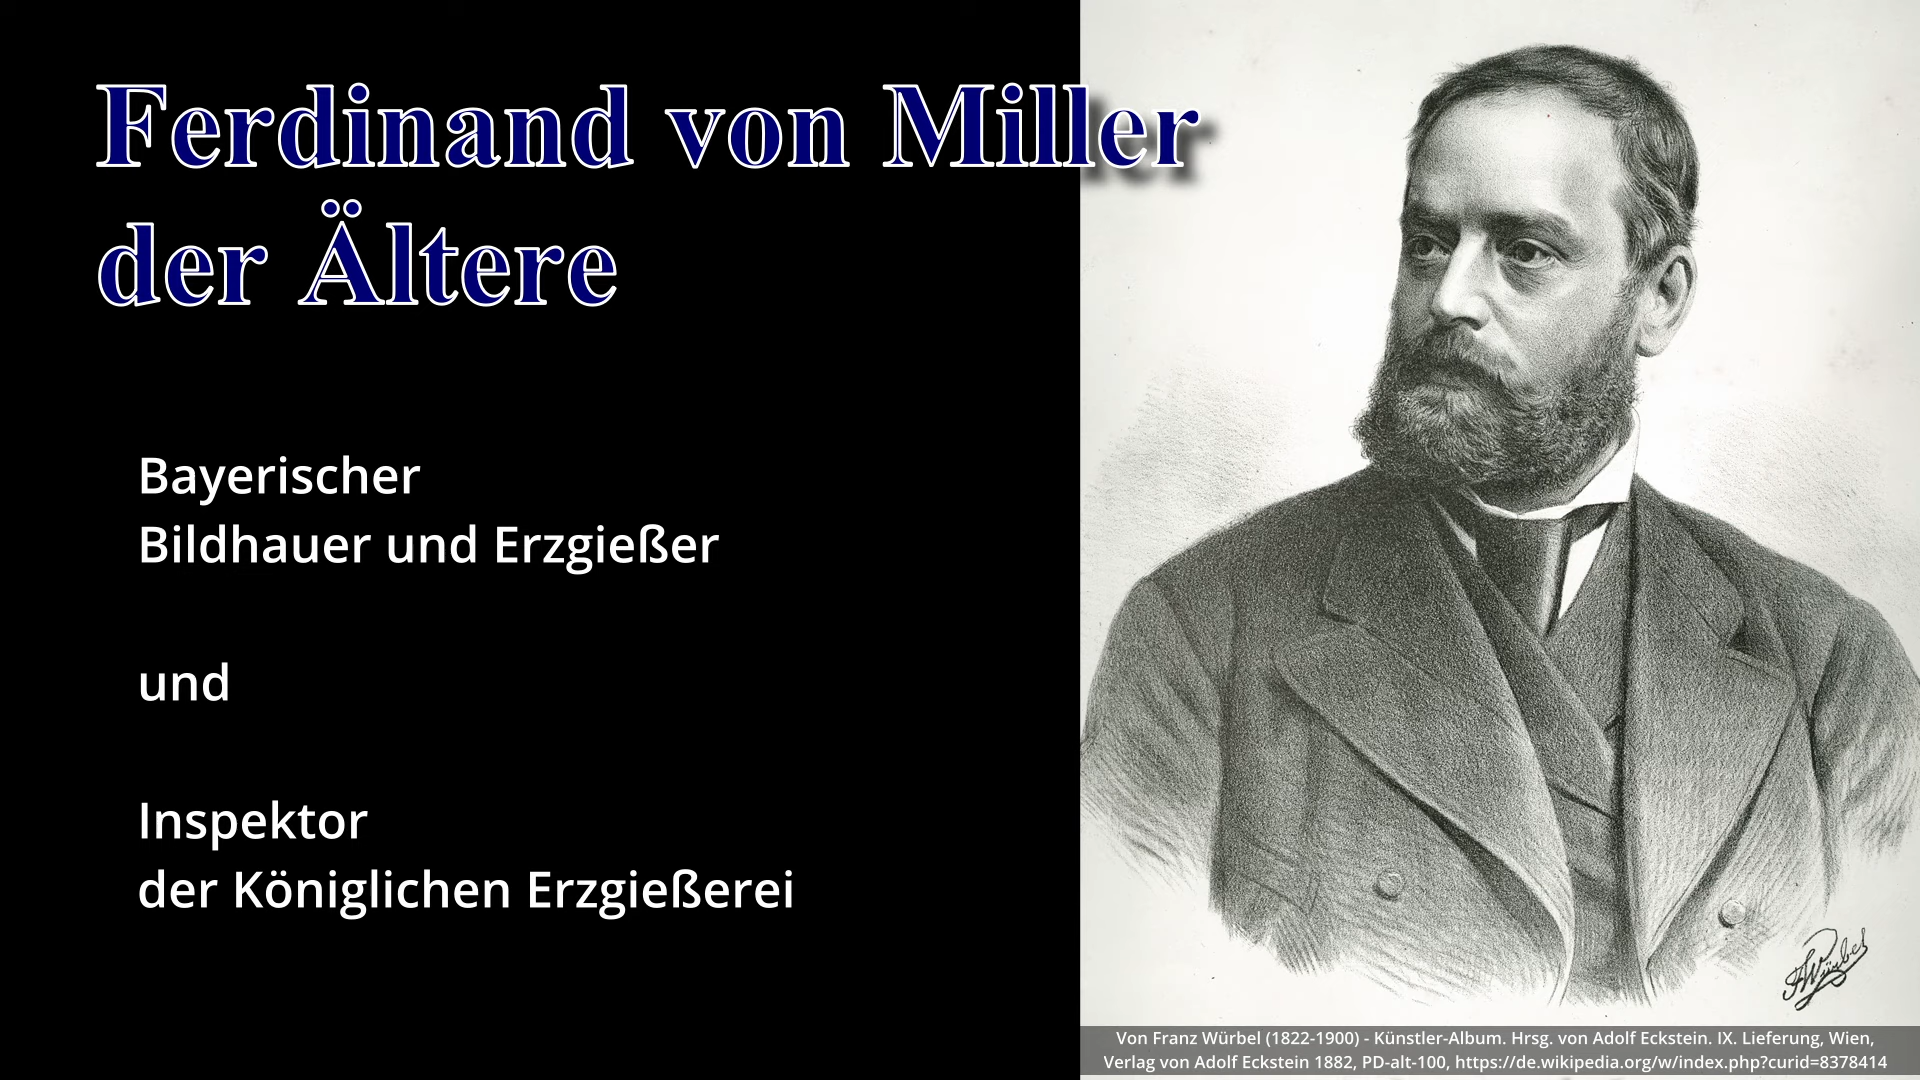 Ferdinand von Miller
der Ältere
Bayerischer
Bildhauer und Erzgießer
und
Inspektor
der Königlichen Erzgießerei
FWürbel
Von Franz Würbel (1822-1900) - Künstler-Album. Hrsg. von Adolf Eckstein. IX. Lieferung, Wien,
Verlag von Adolf Eckstein 1882, PD-alt-100, https://de.wikipedia.org/w/index.php?curid=8378414